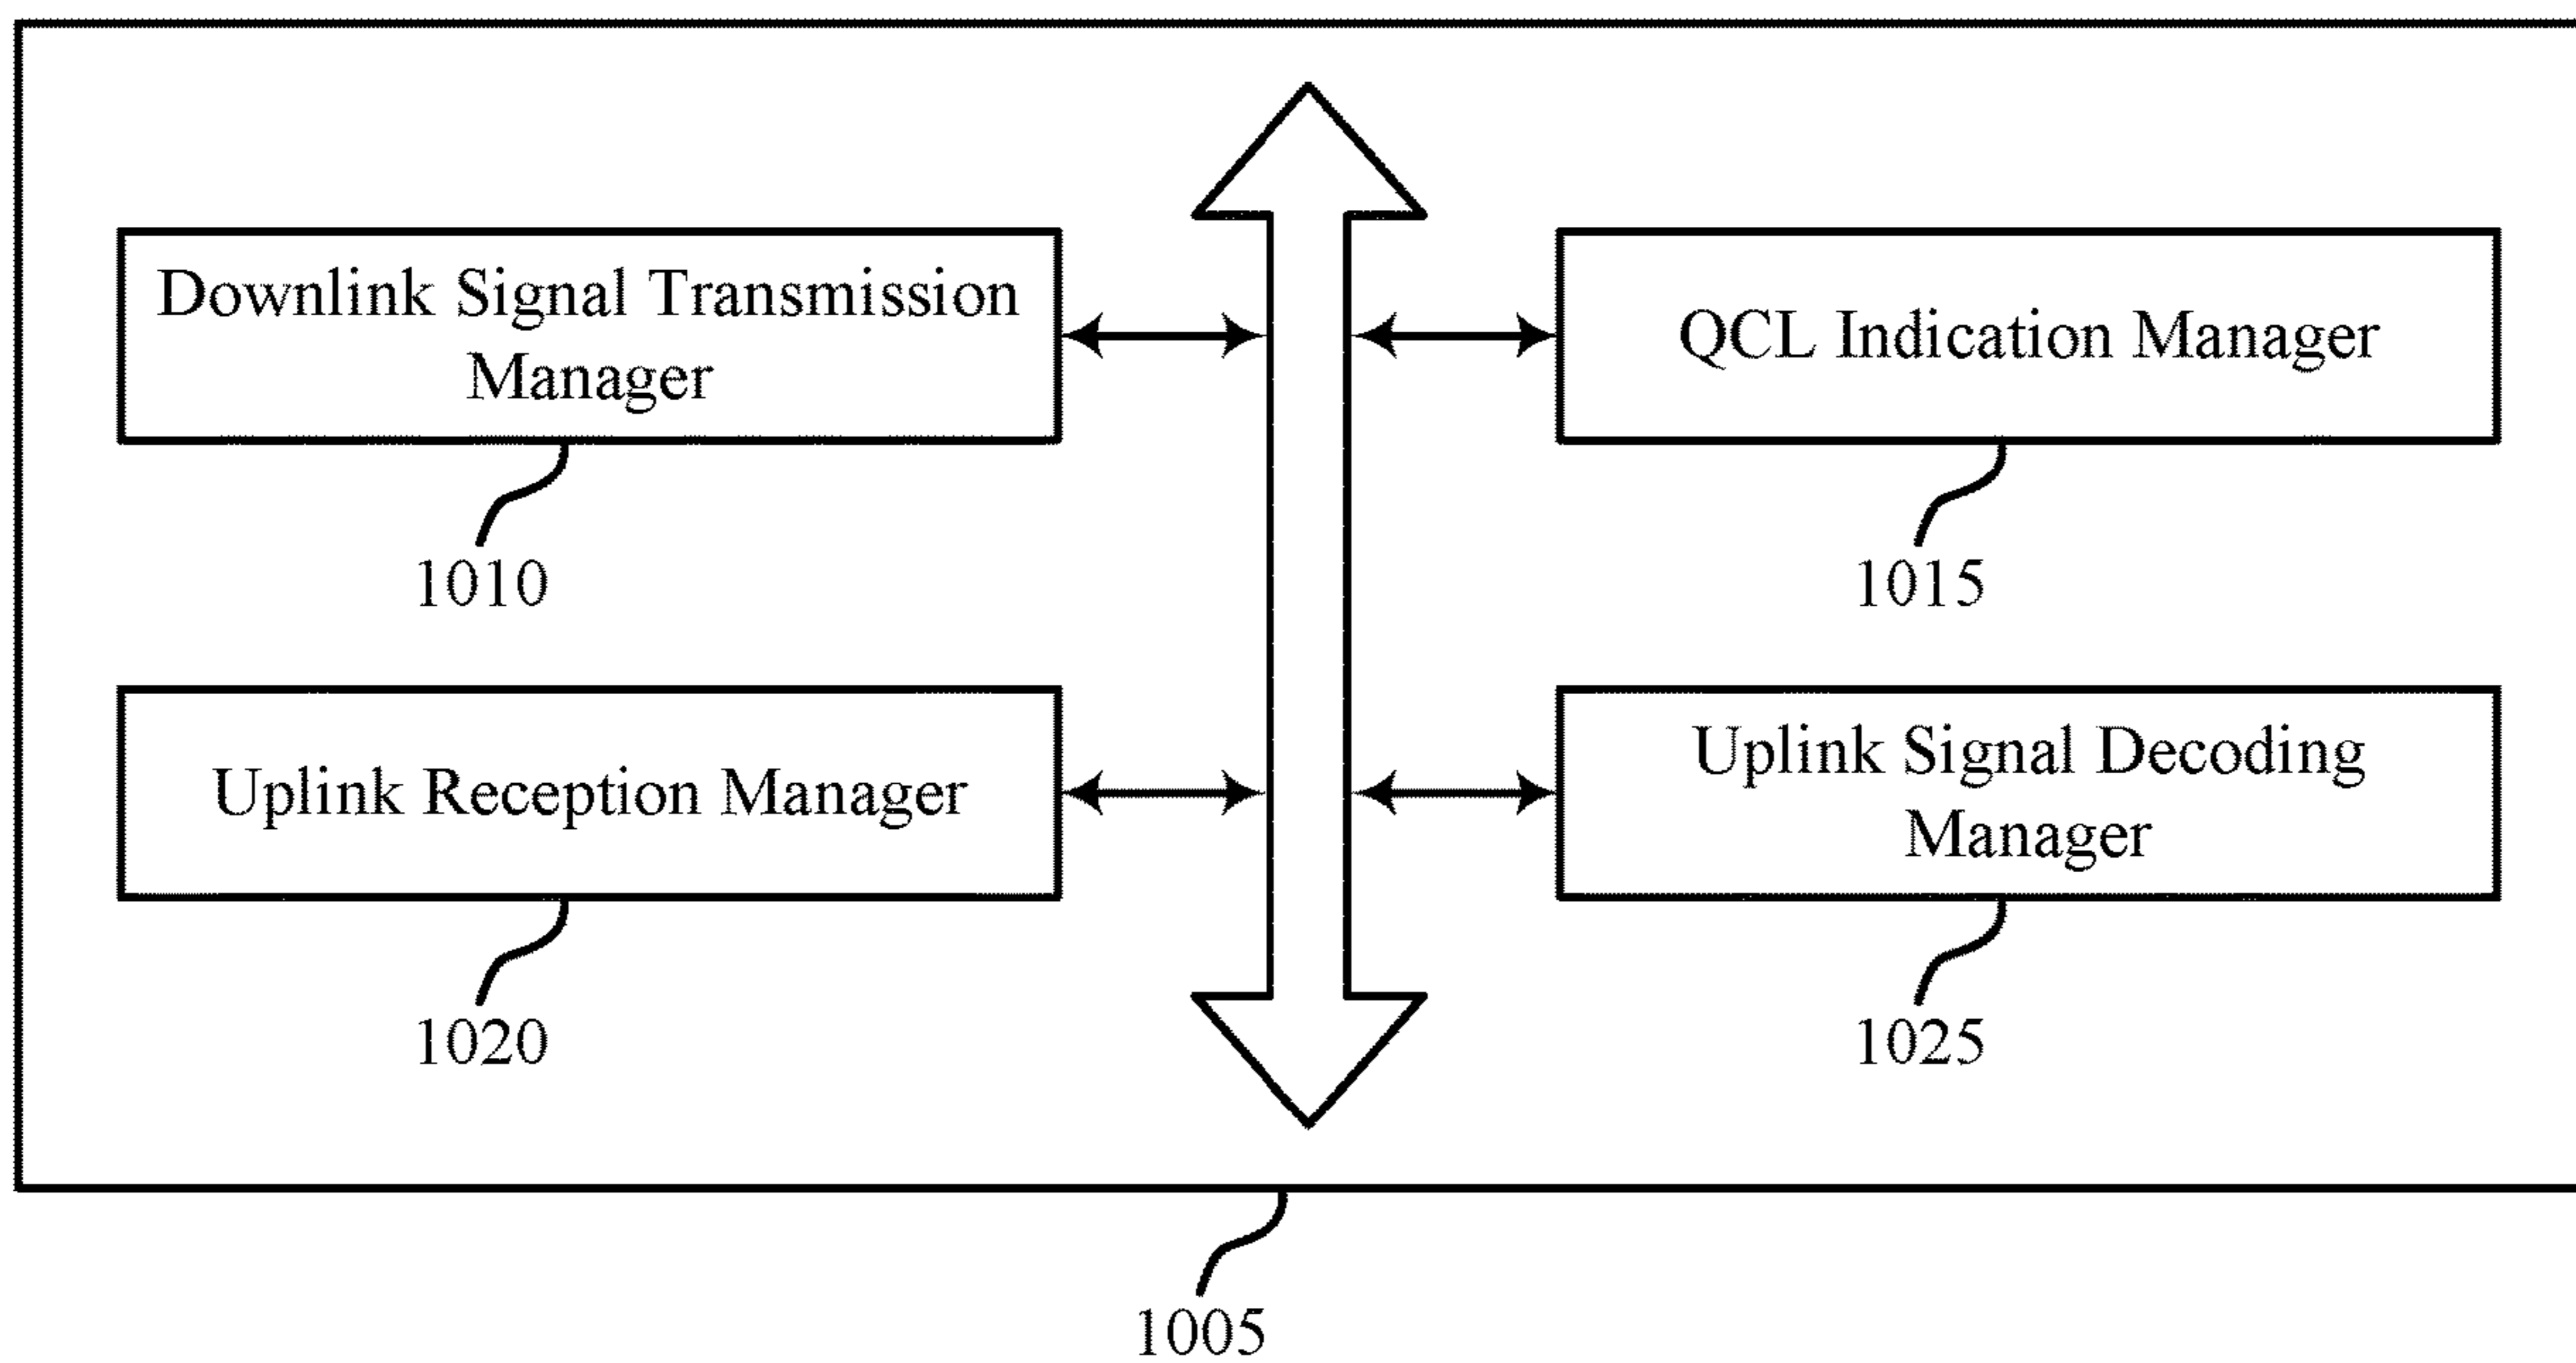 Downlink Signal Transmission
Manager
1010
QCL Indication Manager
1015
Uplink Reception Manager
1020
Uplink Signal Decoding
Manager
1025
1005